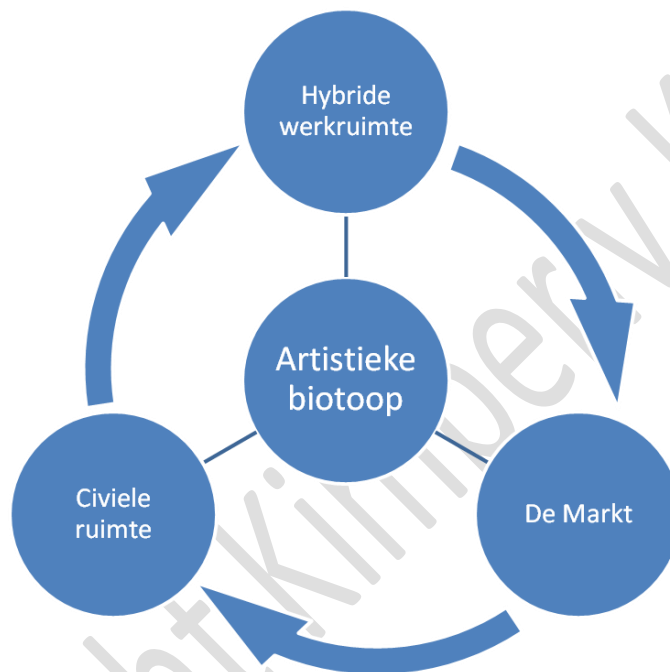 Hybride
werkruimte
Artistieke
biotoop
Civiele
ruimte
De Markt